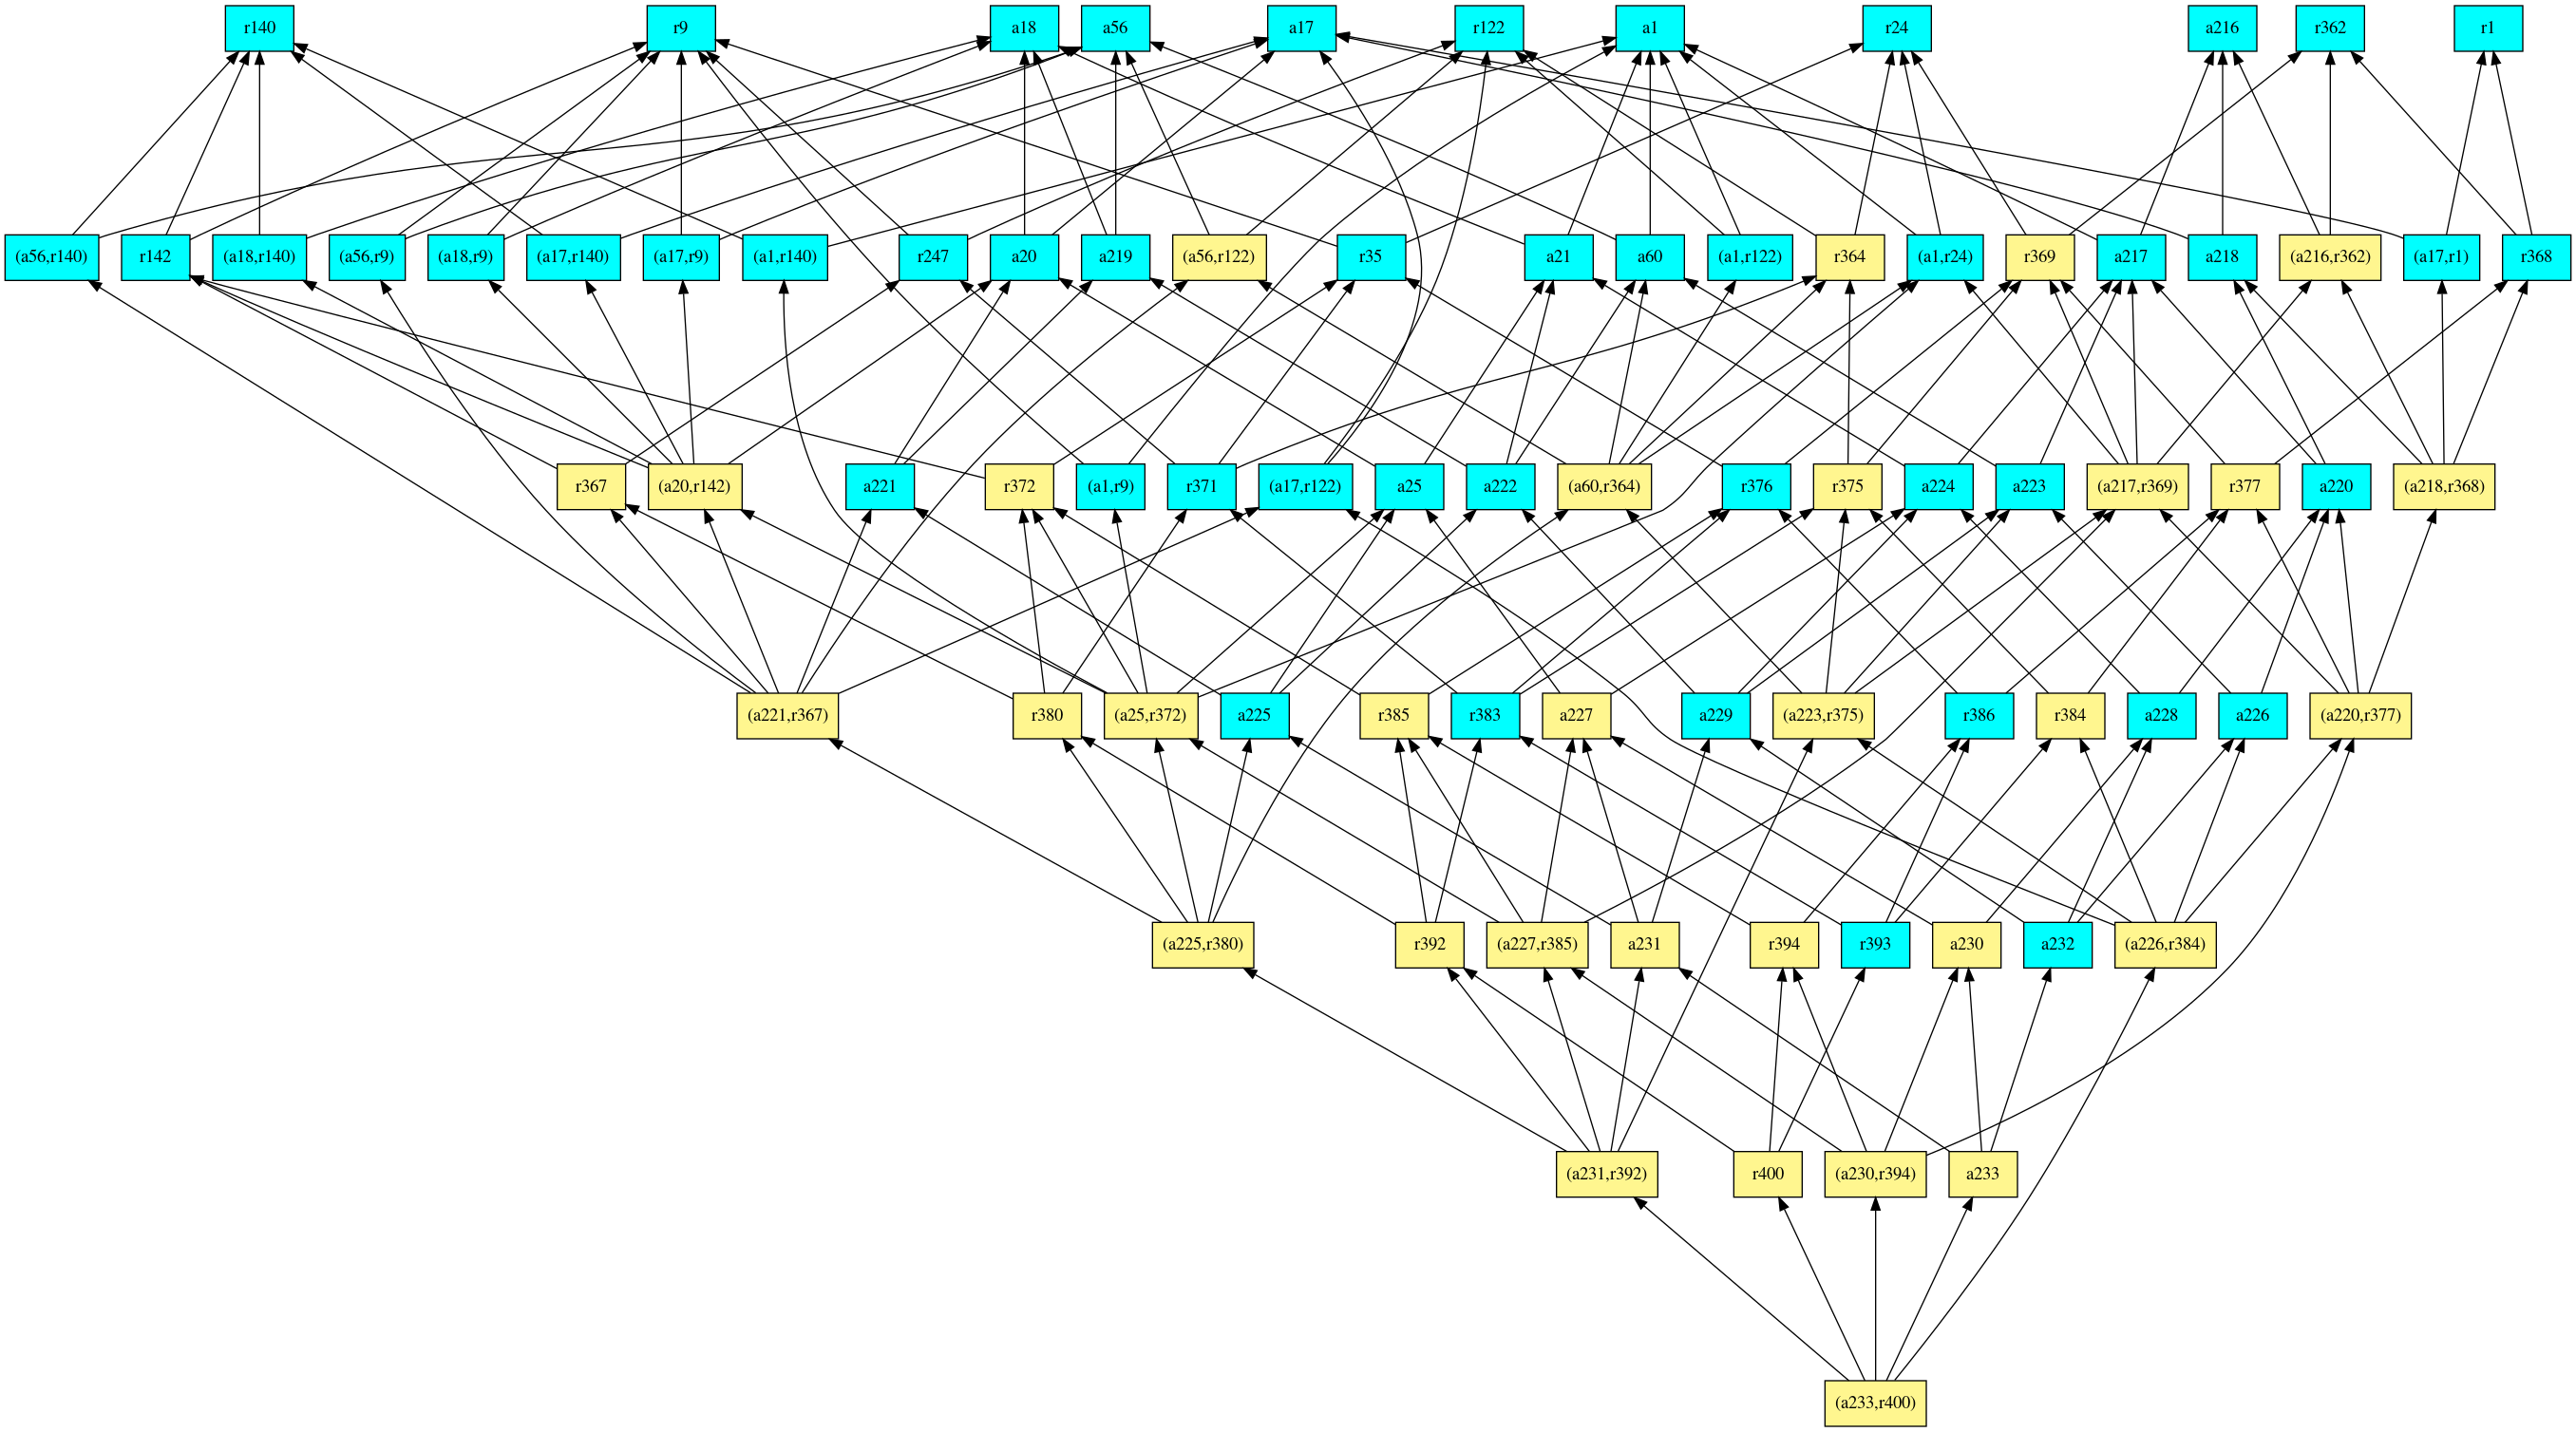 r140 r9 a18 a56 a17 r122 a1 r24 a216 r362 r1
(a56,r140) r142 (a18,r140) (a56,r9) (a18,r9) (a17,r140) (a17,r9) (a1,r140) r247 a20 a219 (a56,r122) r35 a21 a60 (a1,r122) r364 (a1,r24) r369 a217 a218 (a216,r362) (a17,r1) r368
r367 (a20,r142) a221 r372 (a1,r9) r371 (a17,r122) a25 a222 (a60,r364) r376 r375 a224 a223 (a217,r369) r377 a220 (a218,r368)
(a221,r367) r380 (a25,r372) a225 r385 r383 a227 a229 (a223,r375) r386 r384 a228 a226 (a220,r377)
(a225,r380) r392 (a227,r385) a231 r394 r393 a230 a232 (a226,r384)
(a231,r392) r400 (a230,r394) a233
(a233,r400)